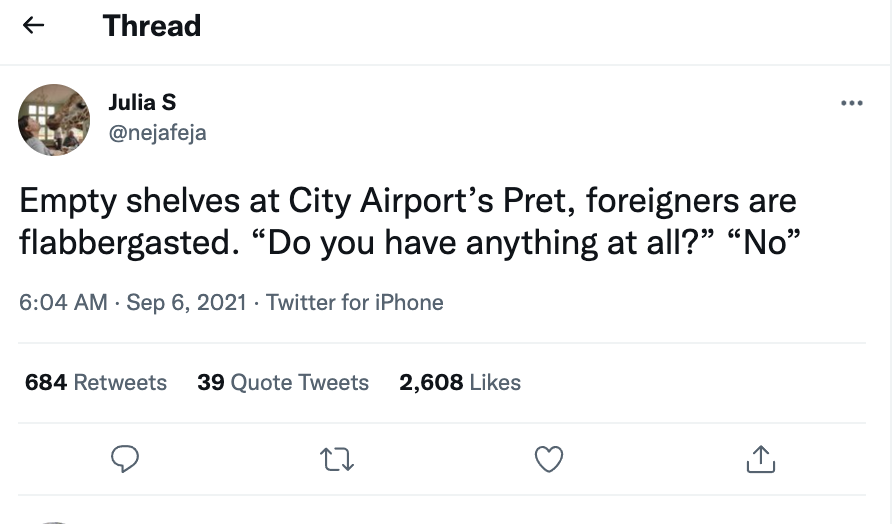 Thread
Julia S
@nejafeja
Empty shelves at City Airport’s Pret, foreigners are
flabbergasted. “Do you have anything at all?” “No”
6:04 AM · Sep 6, 2021 · Twitter for iPhone
684 Retweets 39 Quote Tweets 2,608 Likes